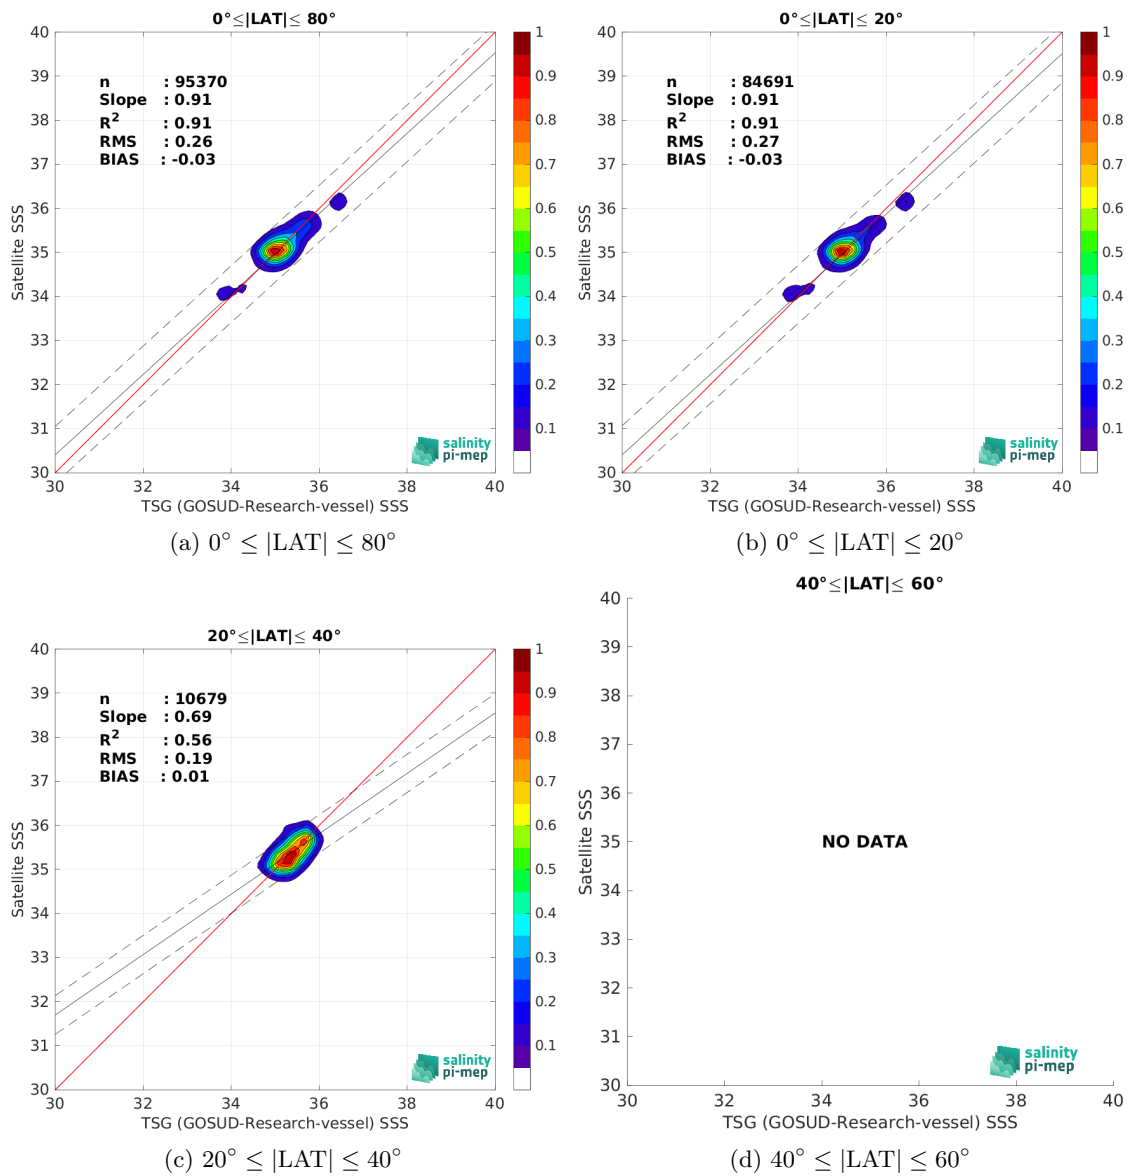 0°≤|LAT|≤ 80°
40
39
38
37
36
35
34
33
32
31
30
Satellite SSS
n : 95370
Slope : 0.91
R² : 0.91
RMS : 0.26
BIAS : -0.03
salinity
pi-mep
30 32 34 36 38 40
TSG (GOSUD-Research-vessel) SSS
1
0.9
0.8
0.7
0.6
0.5
0.4
0.3
0.2
0.1
(a) 0° ≤ |LAT| ≤ 80°
0°≤|LAT|≤ 20°
40
39
38
37
36
35
34
33
32
31
30
Satellite SSS
n : 84691
Slope : 0.91
R² : 0.91
RMS : 0.27
BIAS : -0.03
salinity
pi-mep
30 32 34 36 38 40
TSG (GOSUD-Research-vessel) SSS
1
0.9
0.8
0.7
0.6
0.5
0.4
0.3
0.2
0.1
(b) 0° ≤ |LAT| ≤ 20°
20°≤|LAT|≤ 40°
40
39
38
37
36
35
34
33
32
31
30
Satellite SSS
n : 10679
Slope : 0.69
R² : 0.56
RMS : 0.19
BIAS : 0.01
salinity
pi-mep
30 32 34 36 38 40
TSG (GOSUD-Research-vessel) SSS
1
0.9
0.8
0.7
0.6
0.5
0.4
0.3
0.2
0.1
(c) 20° ≤ |LAT| ≤ 40°
40°≤|LAT|≤ 60°
40
39
38
37
36
35
34
33
32
31
30
Satellite SSS
NO DATA
salinity
pi-mep
30 32 34 36 38 40
TSG (GOSUD-Research-vessel) SSS
(d) 40° ≤ |LAT| ≤ 60°